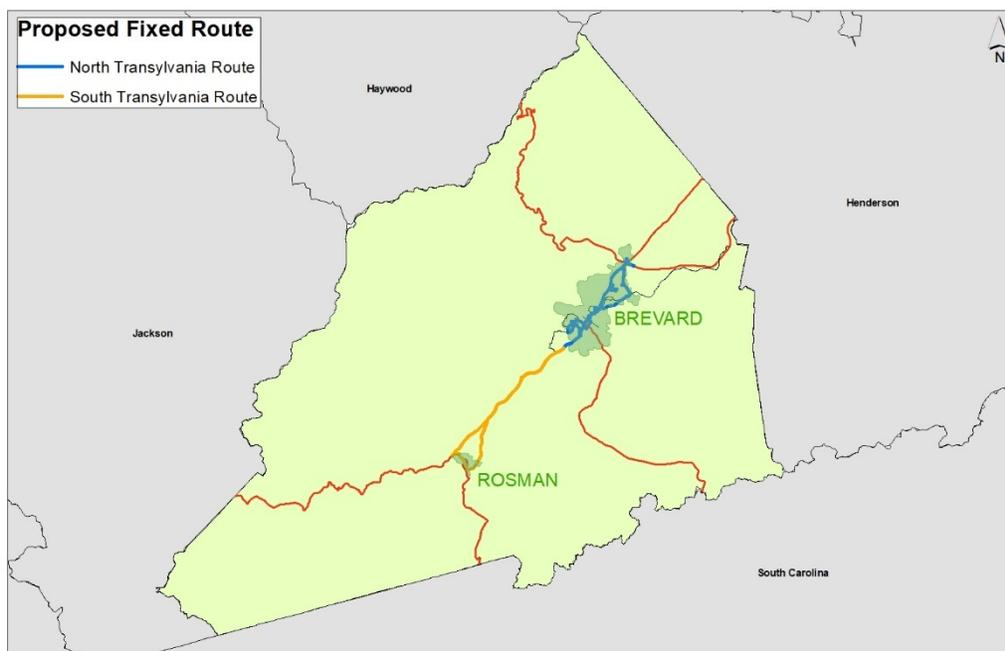 Proposed Fixed Route
North Transylvania Route
South Transylvania Route
N
Haywood
Henderson
Jackson
BREVARD
ROSMAN
South Carolina